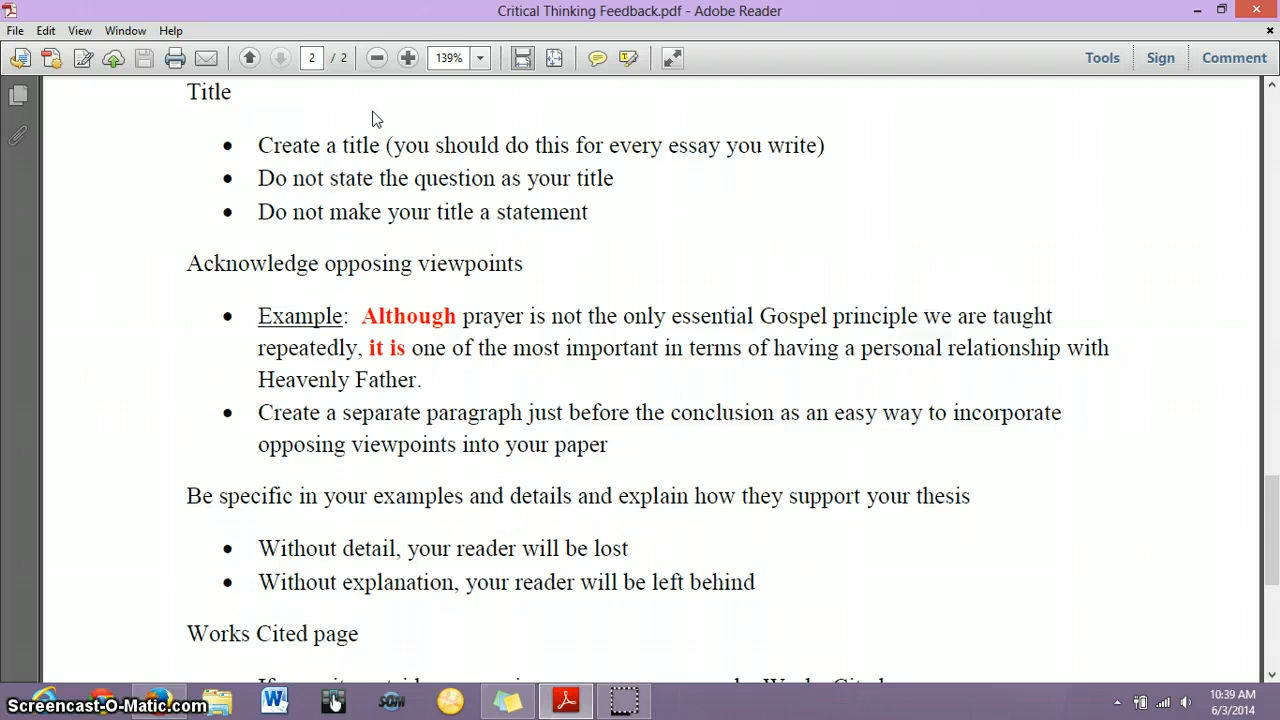 Critical Thinking Feedback.pdf - Adobe Reader
File Edit View Window Help
2 / 2 139% Tools Sign Comment
Title
• Create a title (you should do this for every essay you write)
• Do not state the question as your title
• Do not make your title a statement
Acknowledge opposing viewpoints
• Example: Although prayer is not the only essential Gospel principle we are taught
repeatedly, it is one of the most important in terms of having a personal relationship with
Heavenly Father.
• Create a separate paragraph just before the conclusion as an easy way to incorporate
opposing viewpoints into your paper
Be specific in your examples and details and explain how they support your thesis
• Without detail, your reader will be lost
• Without explanation, your reader will be left behind
Works Cited page
SOM
10:39 AM
Screencast-O-Matic.com
6/3/2014